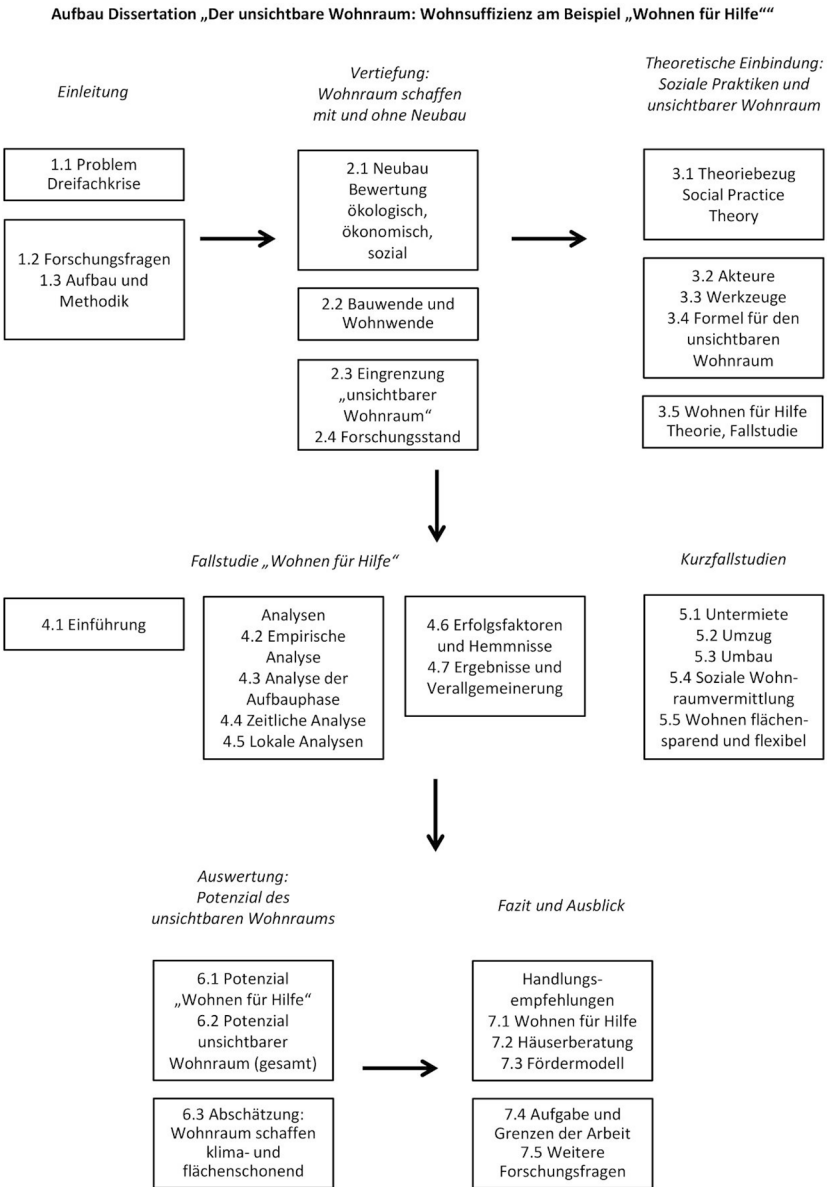 Aufbau Dissertation „Der unsichtbare Wohnraum: Wohnsuffizienz am Beispiel „Wohnen für Hilfe““
Einleitung
1.1 Problem
Dreifachkrise
1.2 Forschungsfragen
1.3 Aufbau und
Methodik
Vertiefung:
Wohnraum schaffen
mit und ohne Neubau
2.1 Neubau
Bewertung
ökologisch,
ökonomisch,
sozial
2.2 Bauwende und
Wohnwende
2.3 Eingrenzung
„unsichtbarer
Wohnraum“
2.4 Forschungsstand
Theoretische Einbindung:
Soziale Praktiken und
unsichtbarer Wohnraum
3.1 Theoriebezug
Social Practice
Theory
3.2 Akteure
3.3 Werkzeuge
3.4 Formel für den
unsichtbaren
Wohnraum
3.5 Wohnen für Hilfe
Theorie, Fallstudie
Fallstudie „Wohnen für Hilfe“
4.1 Einführung
Analysen
4.2 Empirische
Analyse
4.3 Analyse der
Aufbauphase
4.4 Zeitliche Analyse
4.5 Lokale Analysen
4.6 Erfolgsfaktoren
und Hemmnisse
4.7 Ergebnisse und
Verallgemeinerung
Kurzfallstudien
5.1 Untermiete
5.2 Umzug
5.3 Umbau
5.4 Soziale Wohn-
raumvermittlung
5.5 Wohnen flächen-
sparend und flexibel
Auswertung:
Potenzial des
unsichtbaren Wohnraums
6.1 Potenzial
„Wohnen für Hilfe“
6.2 Potenzial
unsichtbarer
Wohnraum (gesamt)
6.3 Abschätzung:
Wohnraum schaffen
klima- und
flächenschonend
Fazit und Ausblick
Handlungs-
empfehlungen
7.1 Wohnen für Hilfe
7.2 Häuserberatung
7.3 Fördermodell
7.4 Aufgabe und
Grenzen der Arbeit
7.5 Weitere
Forschungsfragen